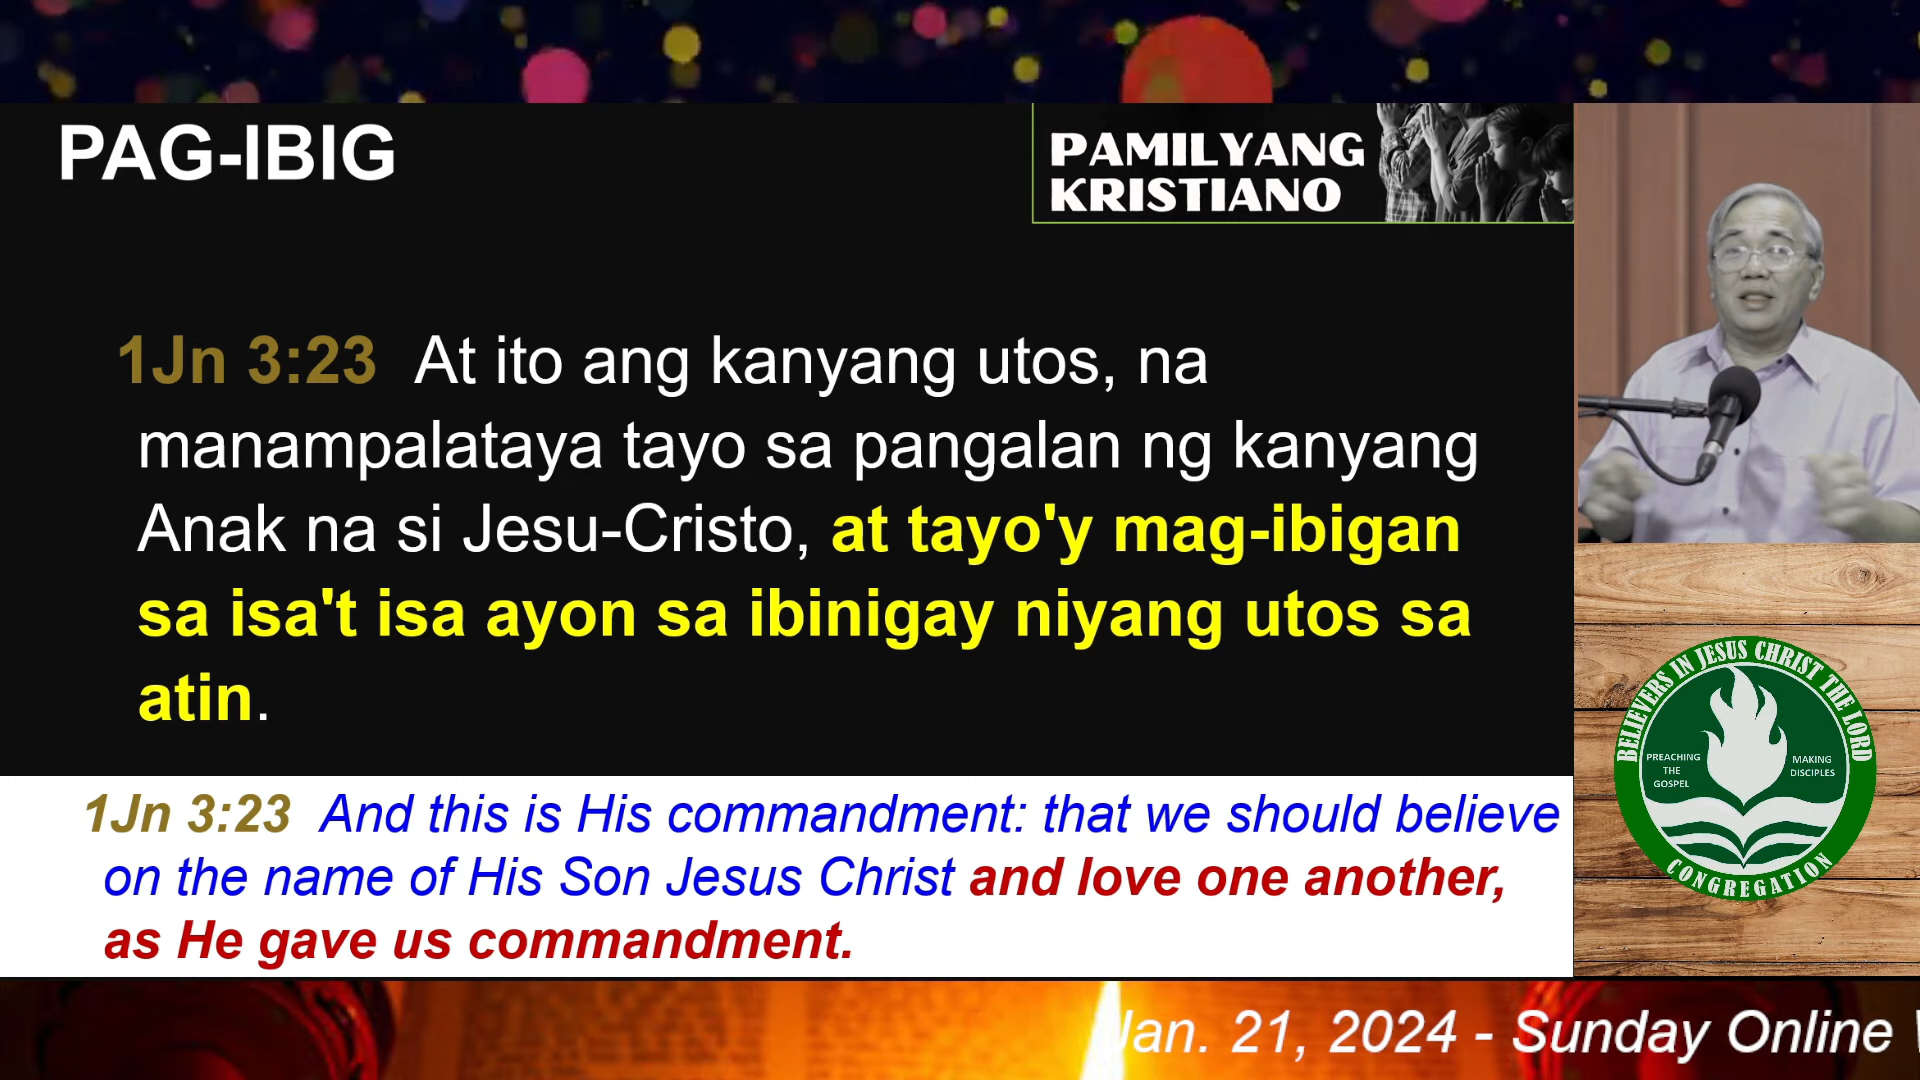 PAG-IBIG
PAMILYANG
KRISTIANO
1Jn 3:23 At ito ang kanyang utos, na
manampalataya tayo sa pangalan ng kanyang
Anak na si Jesu-Cristo, at tayo'y mag-ibigan
sa isa't isa ayon sa ibinigay niyang utos sa
atin.
1Jn 3:23 And this is His commandment: that we should believe
on the name of His Son Jesus Christ and love one another,
as He gave us commandment.
BELIEVERS IN JESUS CHRIST THE LORD
PREACHING
THE
GOSPEL
MAKING
DISCIPLES
CONGREGATION
Jan. 21, 2024 - Sunday Online